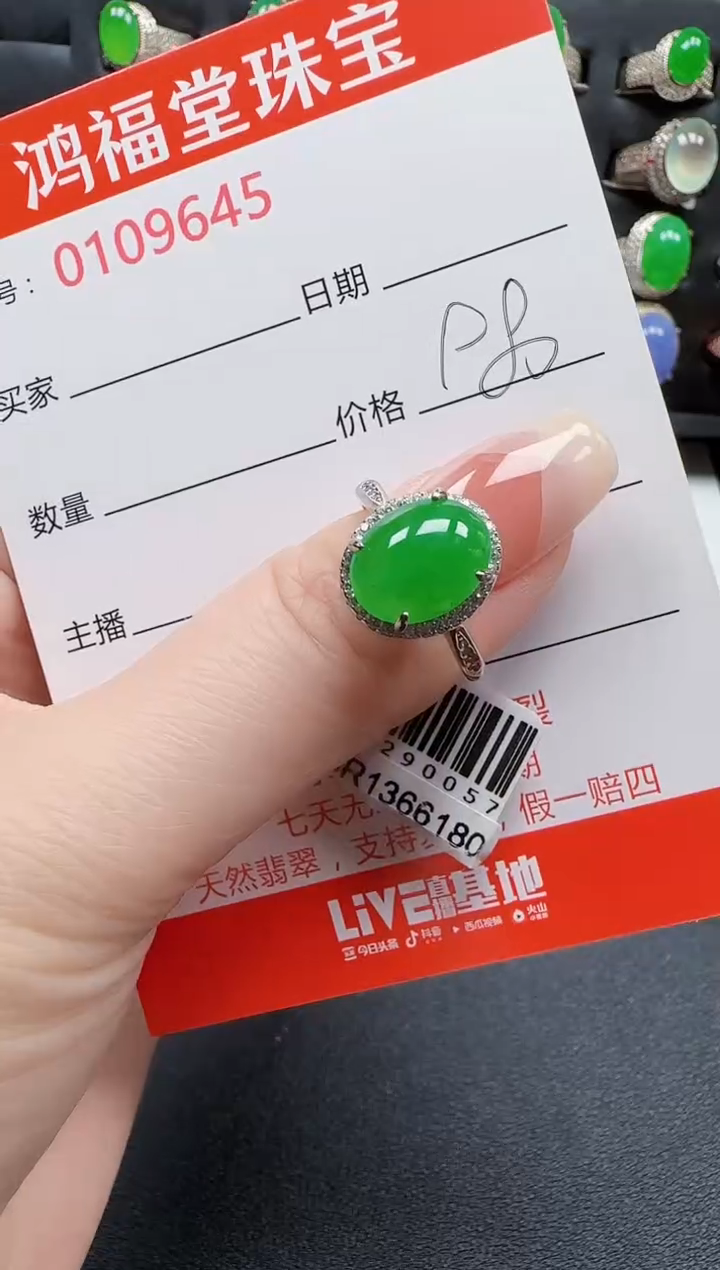 鸿福堂珠宝
号：0109645
日期
买家
价格
数量
主播
裂
期
七天无
假一赔四
天然翡翠，支持
290057
R1366180
LiVE直播基地
今日头条 抖音 西瓜视频 火山